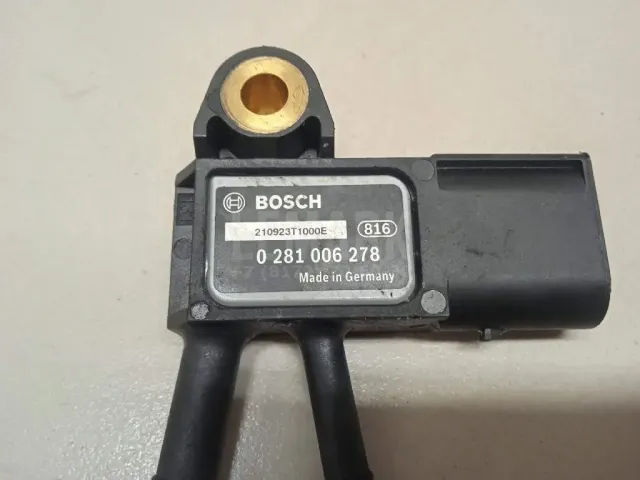 BOSCH
210923T1000E
816
0 281 006 278
Made in Germany